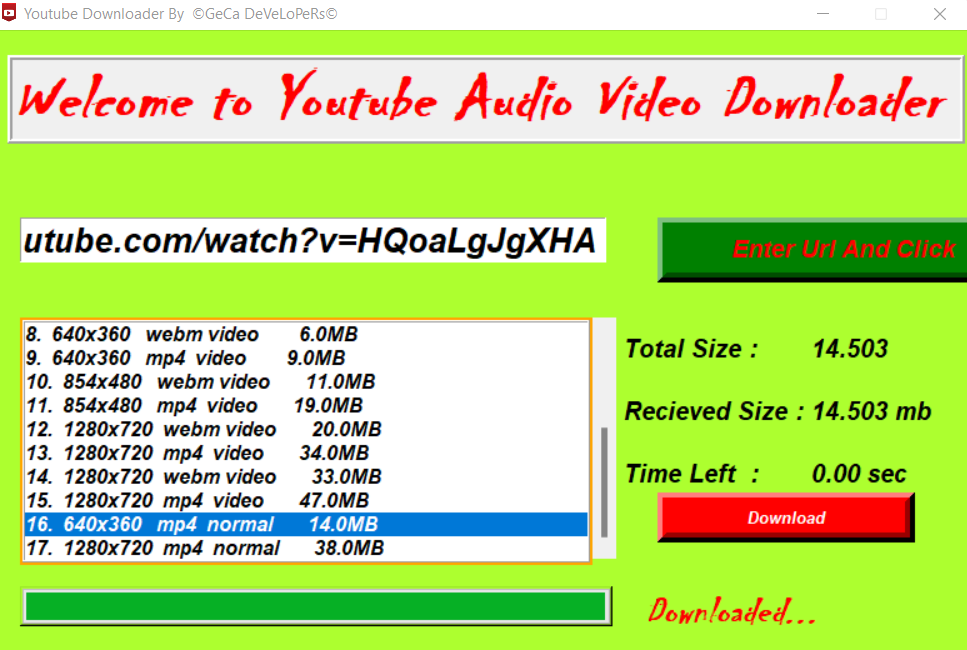 Youtube Downloader By ©GeCa DeVeLoPeRs©
Welcome to Youtube Audio Video Downloader
utube.com/watch?v=HQoaLgJgXHA
Enter Url And Click
8. 640x360 webm video 6.0MB
9. 640x360 mp4 video 9.0MB
10. 854x480 webm video 11.0MB
11. 854x480 mp4 video 19.0MB
12. 1280x720 webm video 20.0MB
13. 1280x720 mp4 video 34.0MB
14. 1280x720 webm video 33.0MB
15. 1280x720 mp4 video 47.0MB
16. 640x360 mp4 normal 14.0MB
17. 1280x720 mp4 normal 38.0MB
Total Size : 14.503
Recieved Size : 14.503 mb
Time Left : 0.00 sec
Download
Downloaded...